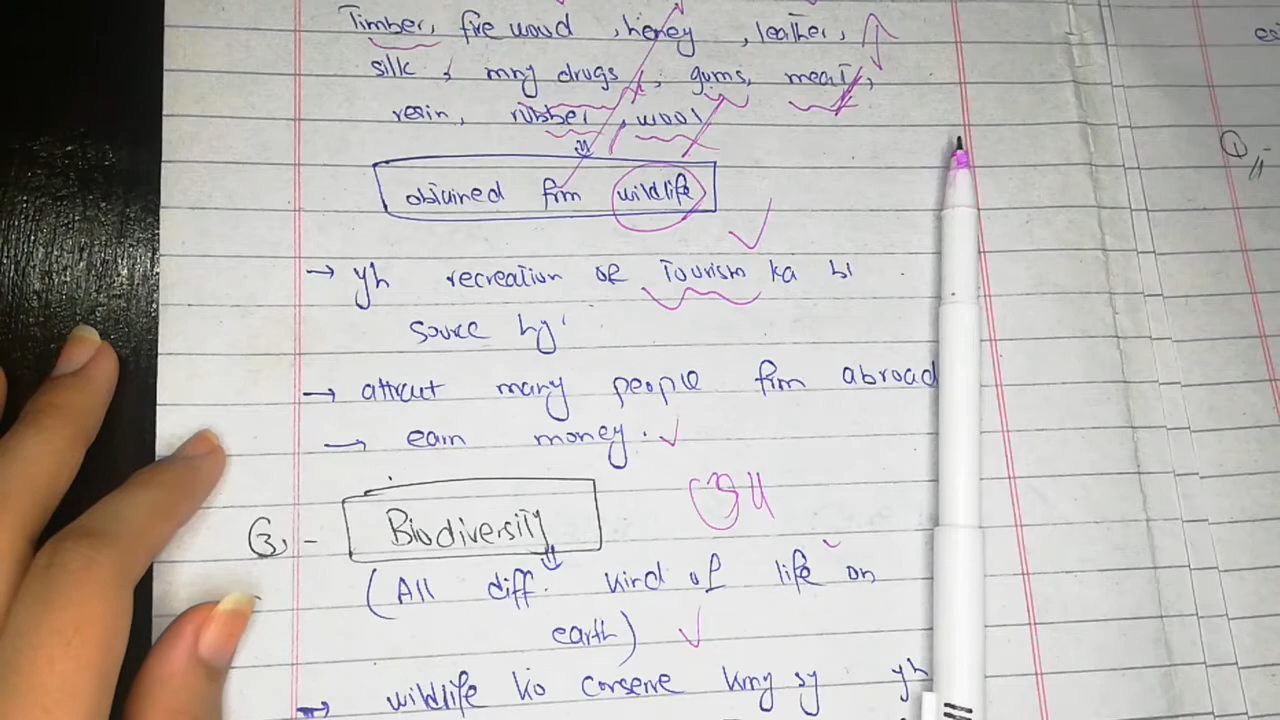 Timber, fire wood , honey , leather,
silk , mny drugs , gums, meat,
resin, rubber , wool
obtained frm wildlife
→ yh recreation or Tourism ka bi
source hy
→ attract many people frm abroad
→ earn money.
3, - Biodiversity
(All diff. kind of life on
earth)
→ wildlife ko conserve krny sy yh